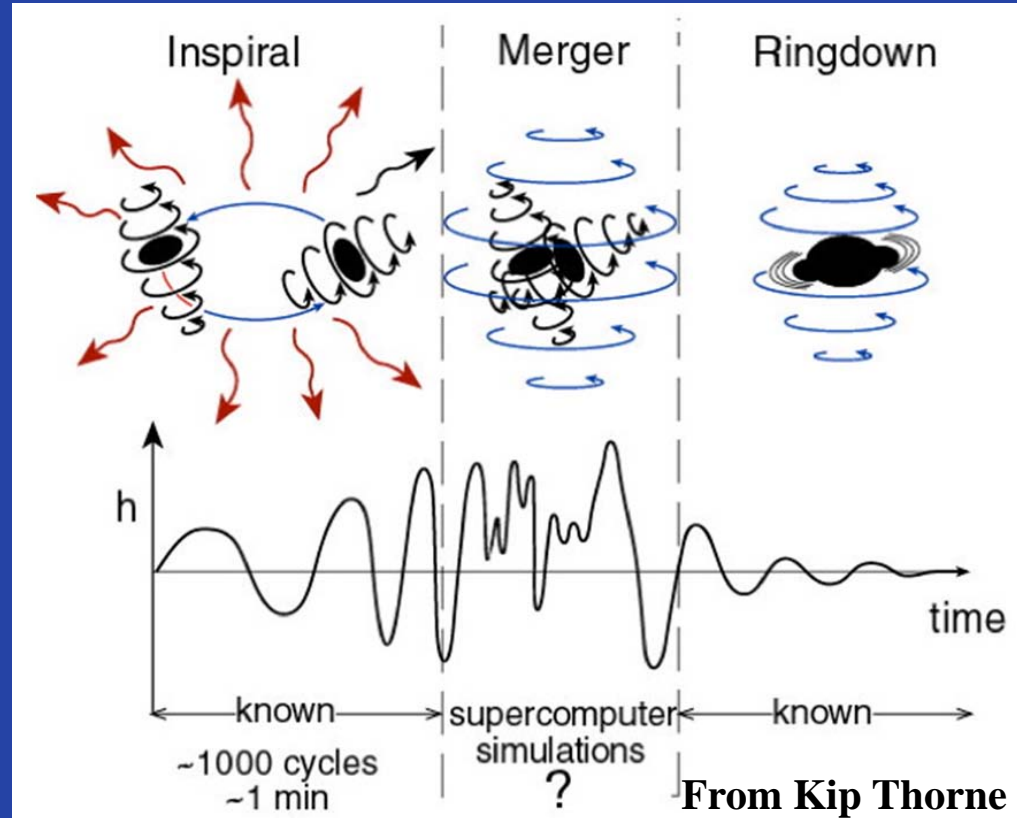 Inspiral
Merger
Ringdown
h
time
known
supercomputer
simulations
?
known
~1000 cycles
~1 min
From Kip Thorne